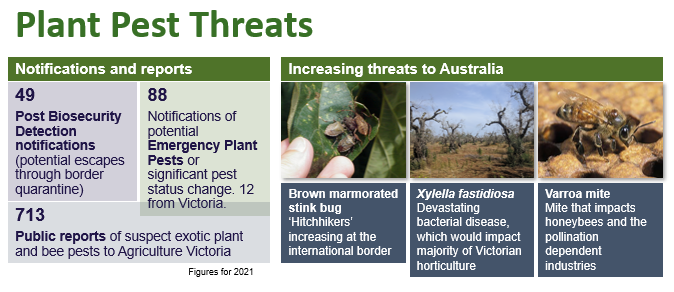 Plant Pest Threats
Notifications and reports
49
Post Biosecurity
Detection
notifications
(potential escapes
through border
quarantine)
88
Notifications of
potential
Emergency Plant
Pests or
significant pest
status change. 12
from Victoria.
713
Public reports of suspect exotic plant
and bee pests to Agriculture Victoria
Figures for 2021
Increasing threats to Australia
Brown marmorated
stink bug
‘Hitchhikers’
increasing at the
international border
Xylella fastidiosa
Devastating
bacterial disease,
which would impact
majority of Victorian
horticulture
Varroa mite
Mite that impacts
honeybees and the
pollination
dependent
industries